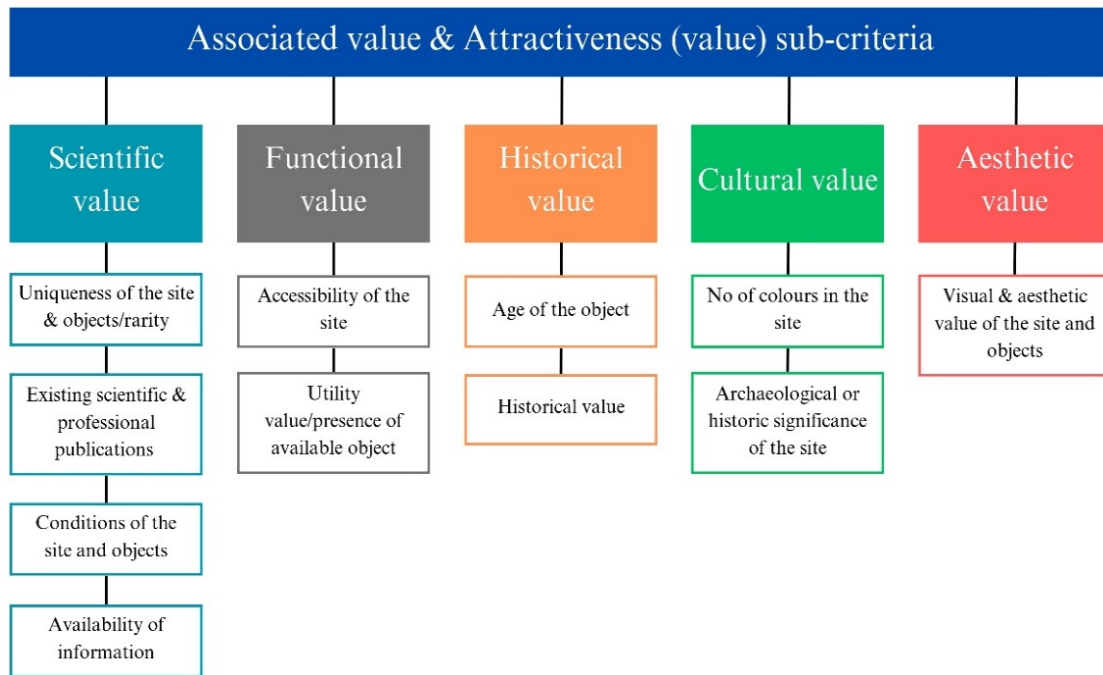 Associated value & Attractiveness (value) sub-criteria
Scientific
value
Functional
value
Historical
value
Cultural value
Aesthetic
value
Uniqueness of the site
& objects/rarity
Existing scientific &
professional
publications
Conditions of the
site and objects
Availability of
information
Accessibility of the
site
Utility
value/presence of
available object
Age of the object
Historical value
No of colours in the
site
Archaeological or
historic significance
of the site
Visual & aesthetic
value of the site and
objects